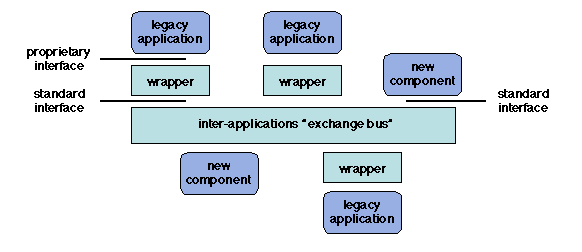 legacy
application
legacy
application
proprietary
interface
wrapper
wrapper
new
component
standard
interface
standard
interface
inter-applications "exchange bus"
new
component
wrapper
legacy
application